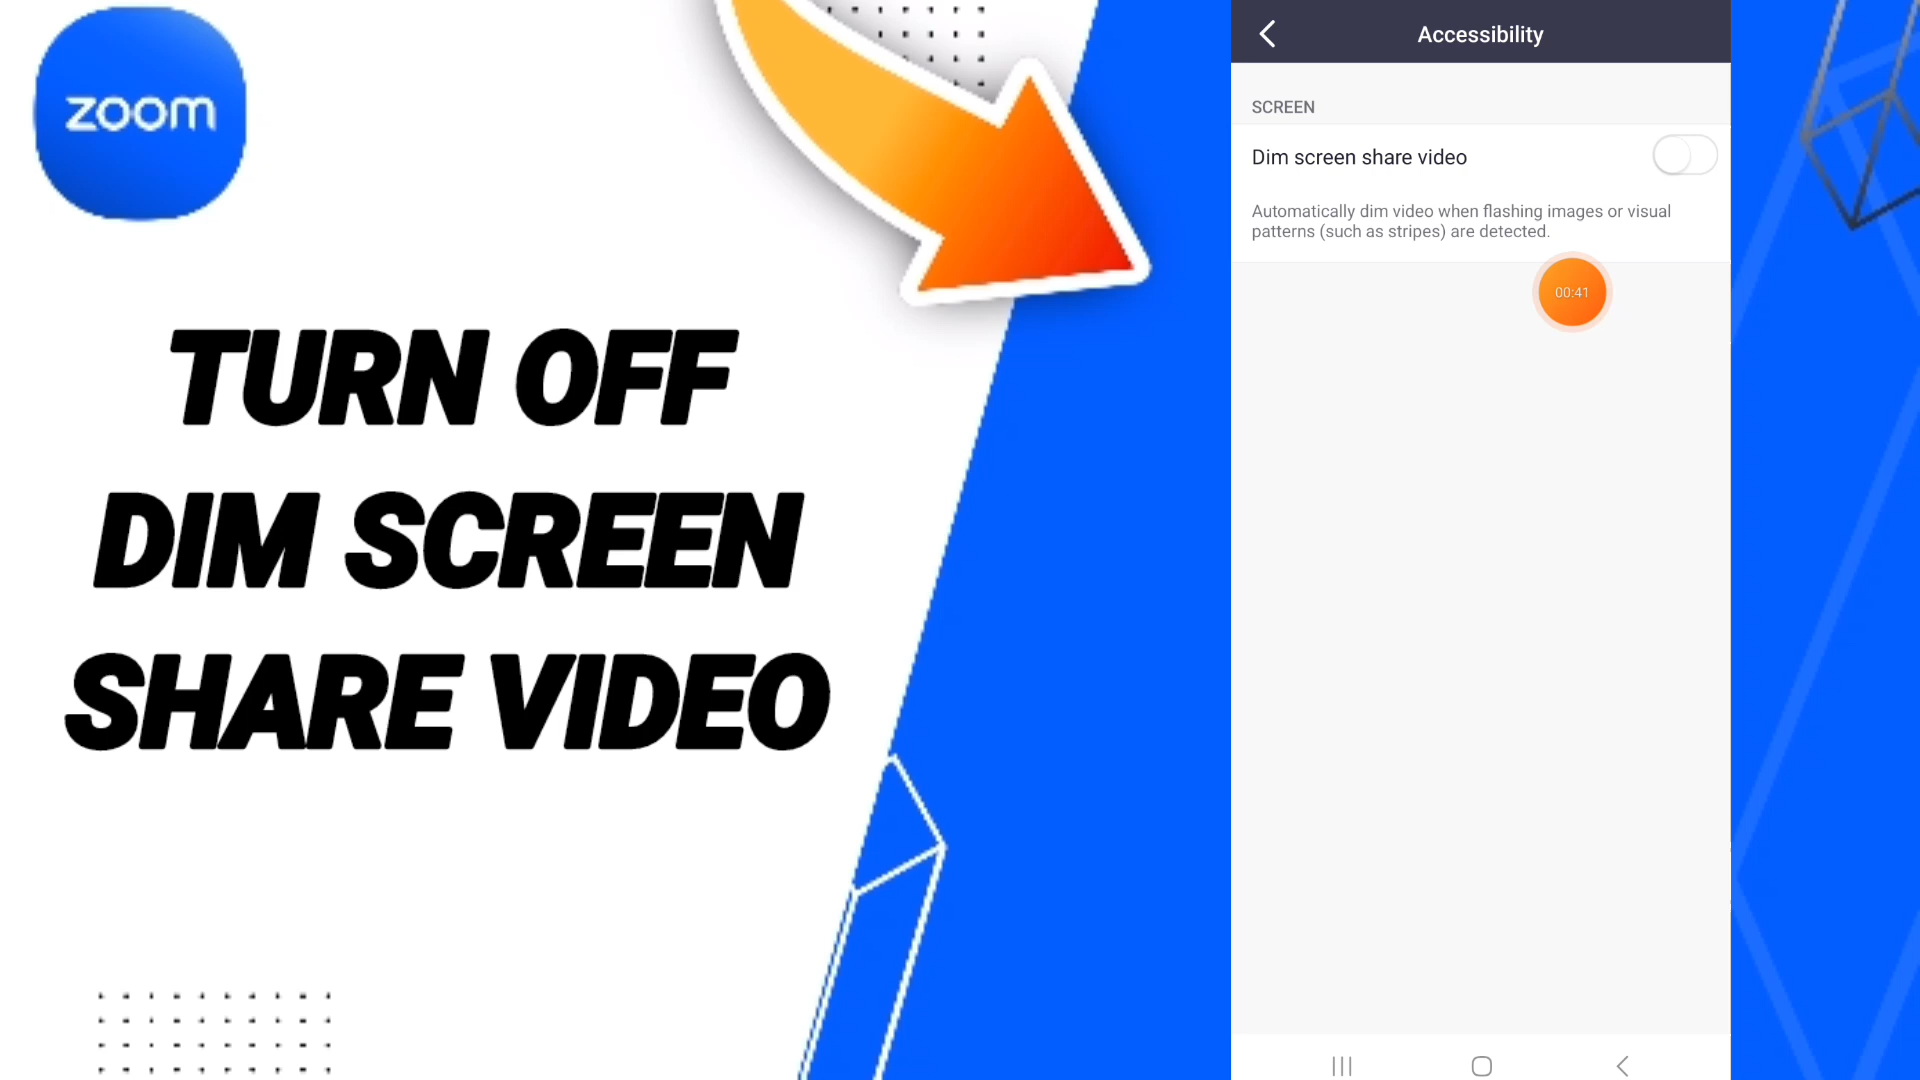 zoom
TURN OFF
DIM SCREEN
SHARE VIDEO
Accessibility
SCREEN
Dim screen share video
Automatically dim video when flashing images or visual
patterns (such as stripes) are detected.
00:41